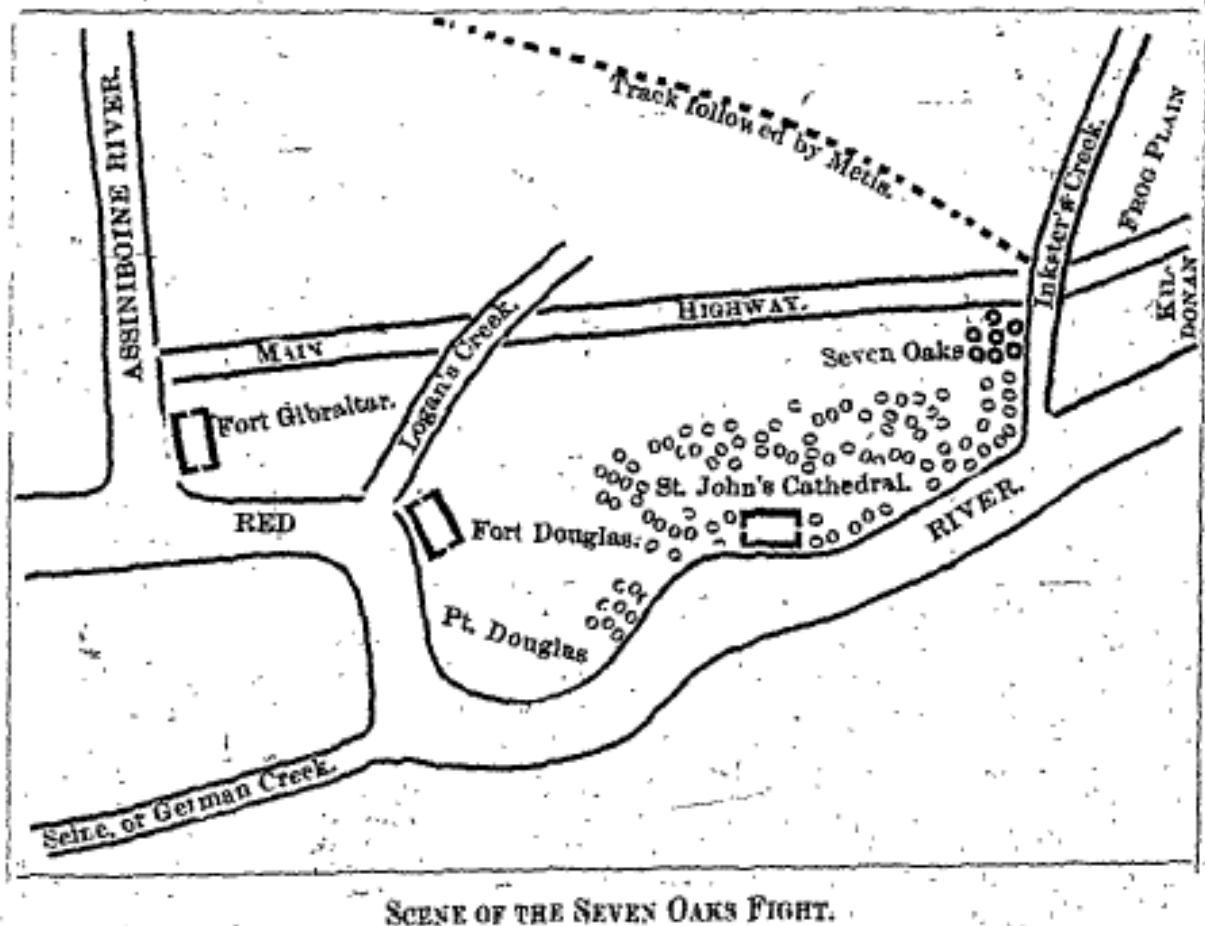 Track followed by Metis.
ASSINIBOINE RIVER.
Inkster's Creek.
FROG PLAIN
KIL-
DONAN
MAIN
HIGHWAY.
Logan's Creek.
Seven Oaks
Fort Gibraltar.
St. John's Cathedral.
RED
RIVER.
Fort Douglas.
Pt. Douglas
Seine, or German Creek.
SCENE OF THE SEVEN OAKS FIGHT.